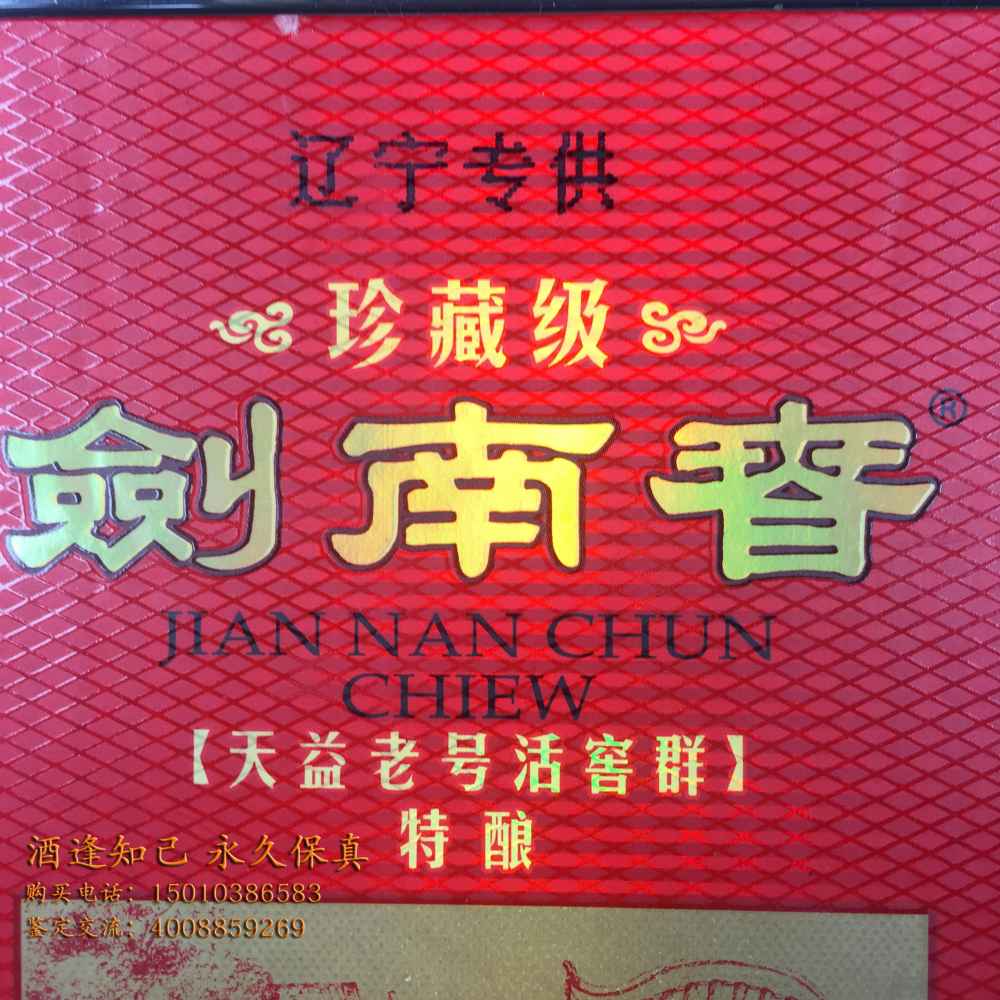 辽宁专供
珍藏级
劍南春®
JIAN NAN CHUN
CHIEW
【天益老号活窖群】
特酿
酒逢知己 永久保真
购买电话：15010386583
鉴定交流：4008859269